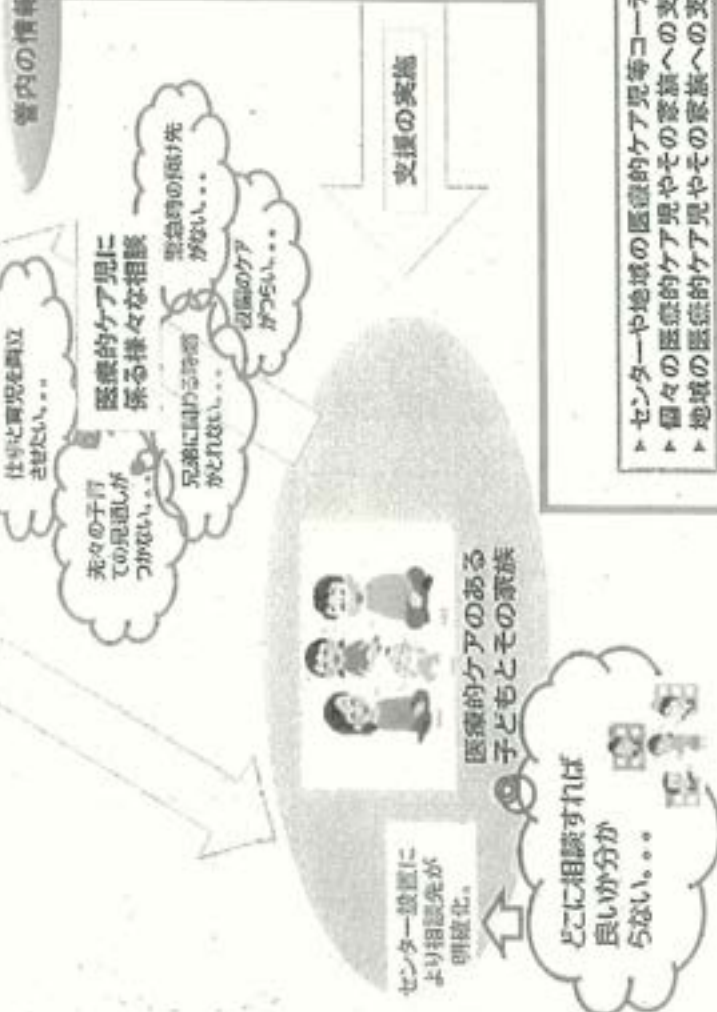 管内の情報
仕事と育児を両立
させたい。。。
医療的ケア児に
係る様々な相談
緊急時の預け先
がない。。。
先々の子育
ての見通しが
つかない。。。
兄弟に関わる時間
がとれない。。。
夜間のケア
がつらい。。。
支援の実施
センター設置に
より相談先が
明確化。
医療的ケアのある
子どもとその家族
どこに相談すれば
良いか分か
らない。。。
▶ センターや地域の医療的ケア児等コーデ
▶ 個々の医療的ケア児やその家族への支
▶ 地域の医療的ケア児やその家族への支